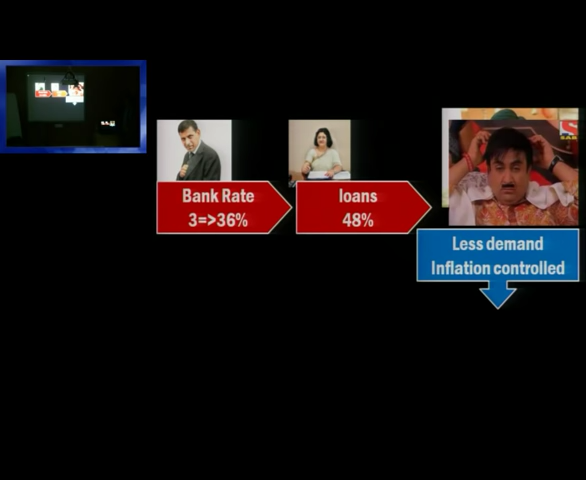 Bank Rate
3=>36%
loans
48%
Less demand
Inflation controlled